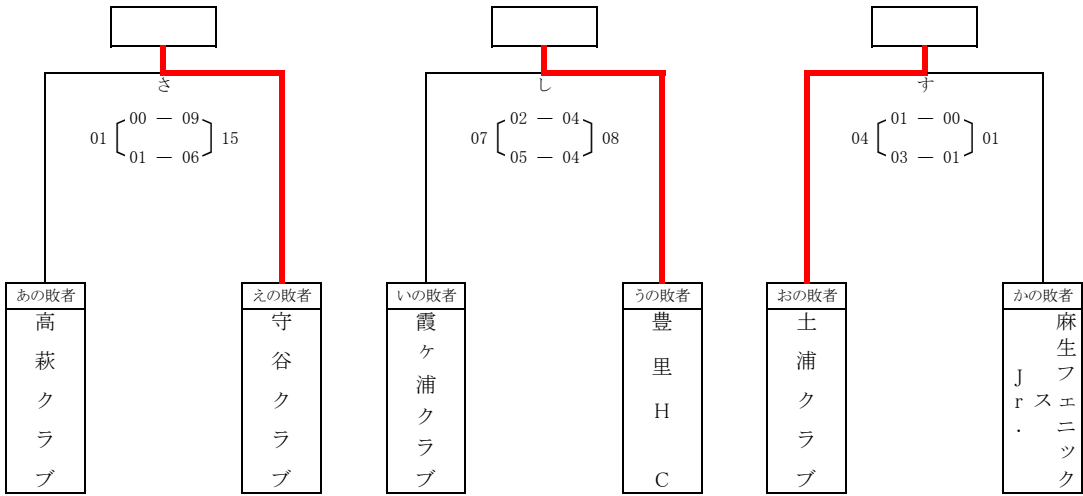 さ
00 ― 09
01 15
01 ― 06
し
02 ― 04
07 08
05 ― 04
す
01 ― 00
04 01
03 ― 01
あの敗者
高萩クラブ
えの敗者
守谷クラブ
いの敗者
霞ヶ浦クラブ
うの敗者
豊里HC
おの敗者
土浦クラブ
かの敗者
麻生フェニック
ス
Jr.